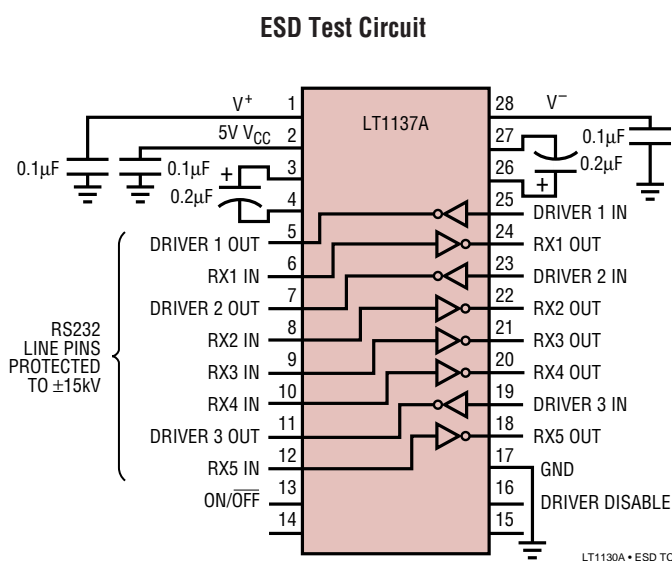 ESD Test Circuit
LT1137A
V+ 1
5V VCC 2
3
4
DRIVER 1 OUT 5
RX1 IN 6
DRIVER 2 OUT 7
RX2 IN 8
RX3 IN 9
RX4 IN 10
DRIVER 3 OUT 11
RX5 IN 12
ON/OFF 13
14
28 V−
27
26
25 DRIVER 1 IN
24 RX1 OUT
23 DRIVER 2 IN
22 RX2 OUT
21 RX3 OUT
20 RX4 OUT
19 DRIVER 3 IN
18 RX5 OUT
17 GND
16 DRIVER DISABLE
15
0.1µF
0.1µF
+
0.2µF
0.1µF
0.2µF
+
RS232
LINE PINS
PROTECTED
TO ±15kV
LT1130A • ESD TC